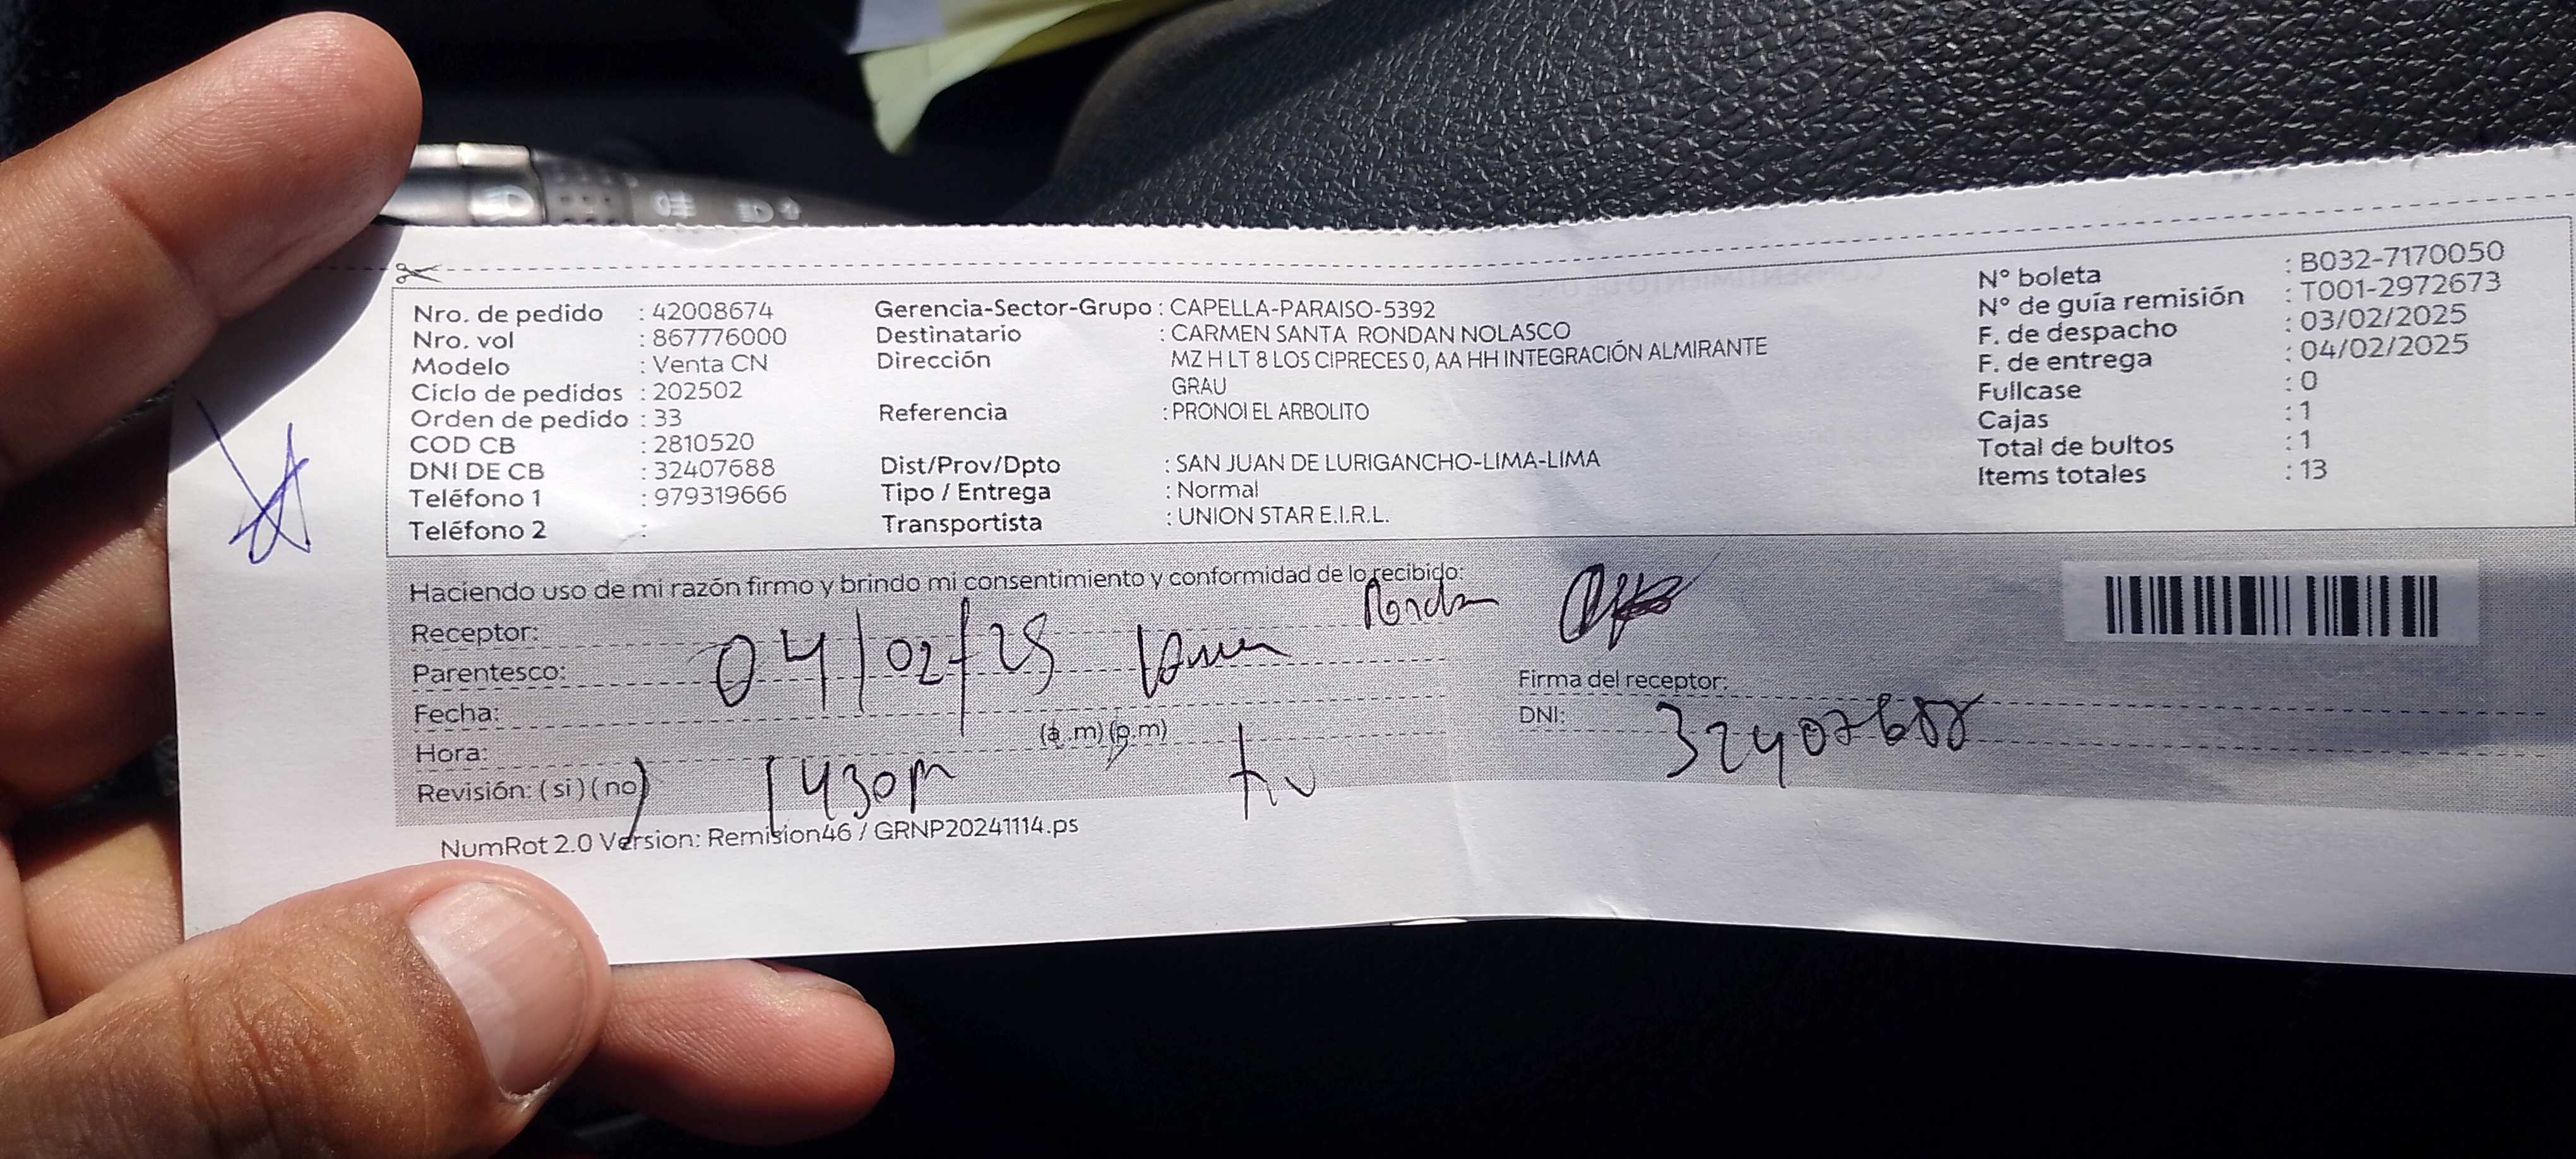 Nro. de pedido : 42008674
Nro. vol : 867776000
Modelo : Venta CN
Ciclo de pedidos : 202502
Orden de pedido : 33
COD CB : 2810520
DNI DE CB : 32407688
Teléfono 1 : 979319666
Teléfono 2 :
Gerencia-Sector-Grupo : CAPELLA-PARAISO-5392
Destinatario : CARMEN SANTA RONDAN NOLASCO
Dirección MZ H LT 8 LOS CIPRECES 0, AA HH INTEGRACIÓN ALMIRANTE
GRAU
Referencia : PRONOI EL ARBOLITO
Dist/Prov/Dpto : SAN JUAN DE LURIGANCHO-LIMA-LIMA
Tipo / Entrega : Normal
Transportista : UNION STAR E.I.R.L.
N° boleta : B032-7170050
N° de guía remisión : T001-2972673
F. de despacho : 03/02/2025
F. de entrega : 04/02/2025
Fullcase : 0
Cajas : 1
Total de bultos : 1
Items totales : 13
Haciendo uso de mi razón firmo y brindo mi consentimiento y conformidad de lo recibido:
Receptor:
Parentesco: 04/02/25
Fecha:
Hora: (a.m) (p.m)
Revisión: (si) (no)
Firma del receptor:
DNI: 32407688
NumRot 2.0 Version: Remision46 / GRNP20241114.ps